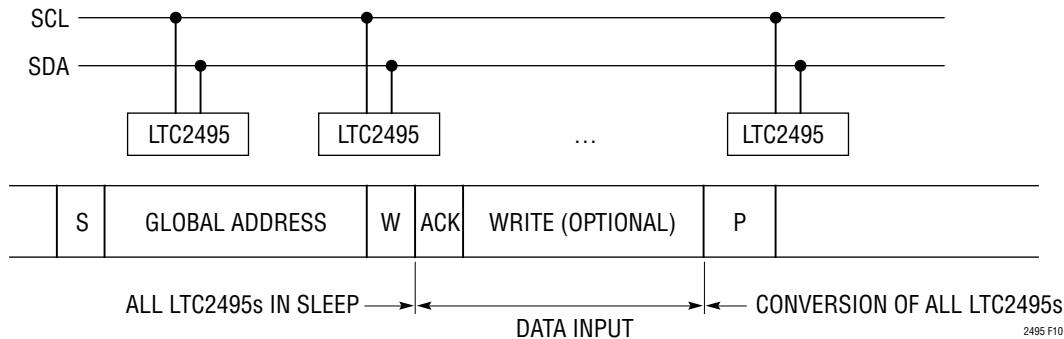 SCL
SDA
LTC2495 LTC2495 ... LTC2495
S GLOBAL ADDRESS W ACK WRITE (OPTIONAL) P
ALL LTC2495s IN SLEEP DATA INPUT CONVERSION OF ALL LTC2495s
2495 F10